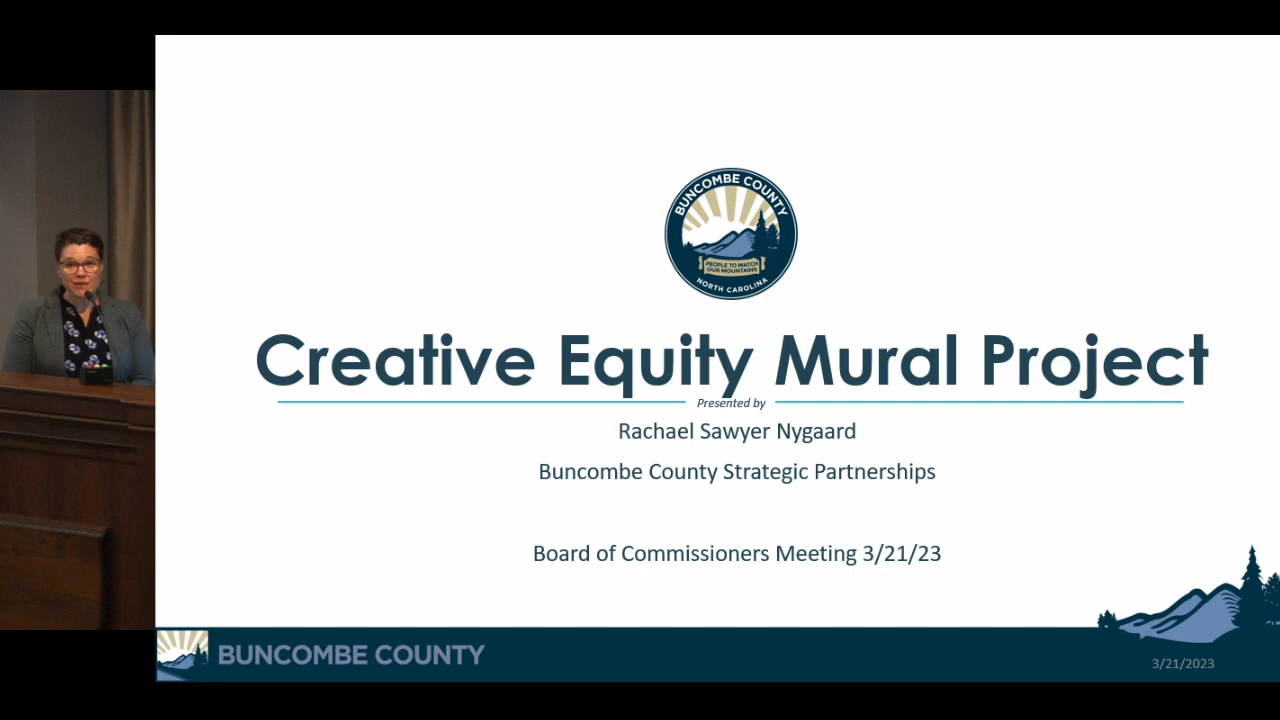 BUNCOMBE COUNTY
PEOPLE TO MATCH
OUR MOUNTAINS
NORTH CAROLINA
Creative Equity Mural Project
Presented by
Rachael Sawyer Nygaard
Buncombe County Strategic Partnerships
Board of Commissioners Meeting 3/21/23
BUNCOMBE COUNTY
3/21/2023